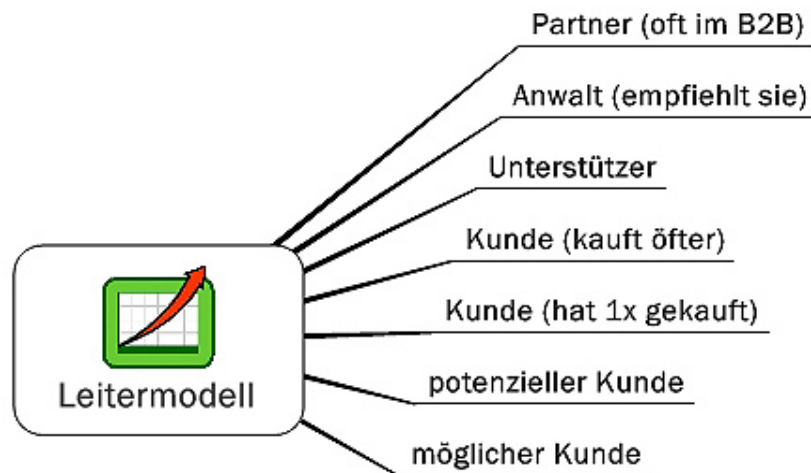 Partner (oft im B2B)
Anwalt (empfiehlt sie)
Unterstützer
Kunde (kauft öfter)
Kunde (hat 1x gekauft)
potenzieller Kunde
möglicher Kunde
Leitermodell